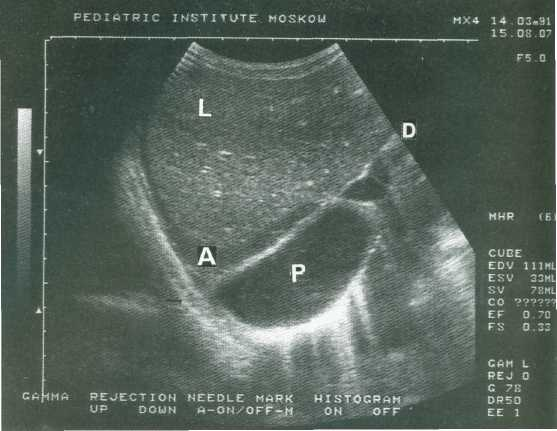 PEDIATRIC INSTITUTE MOSKOW
MX4 14.03m91
15.08.07
F5.0
L
D
A
P
MHR (6)
CUBE
EDV 111ML
ESV 33ML
SV 78ML
CO ??????
EF 0.70
FS 0.33
GAM L
REJ 0
G 78
DR50
EE 1
GAMMA REJECTION NEEDLE MARK HISTOGRAM
UP DOWN A-ON/OFF-M ON OFF